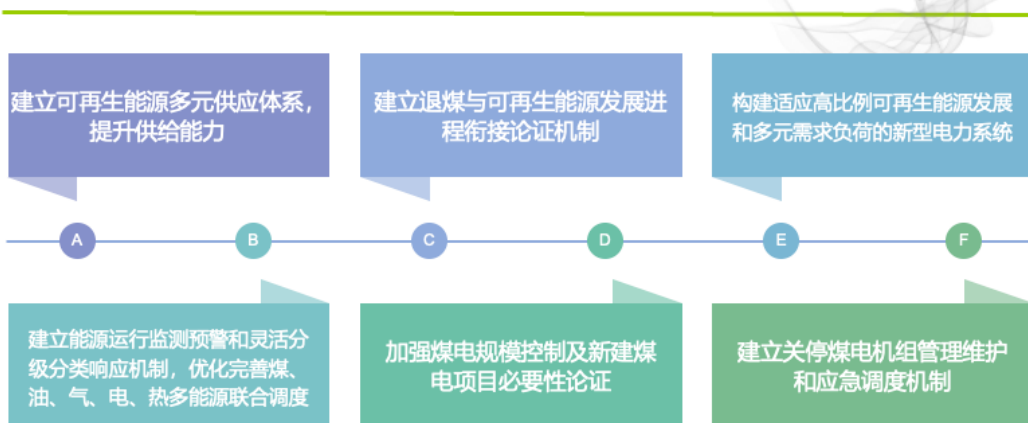 建立可再生能源多元供应体系，
提升供给能力
建立退煤与可再生能源发展进
程衔接论证机制
构建适应高比例可再生能源发展
和多元需求负荷的新型电力系统
A
B
C
D
E
F
建立能源运行监测预警和灵活分
级分类响应机制，优化完善煤、
油、气、电、热多能源联合调度
加强煤电规模控制及新建煤
电项目必要性论证
建立关停煤电机组管理维护
和应急调度机制